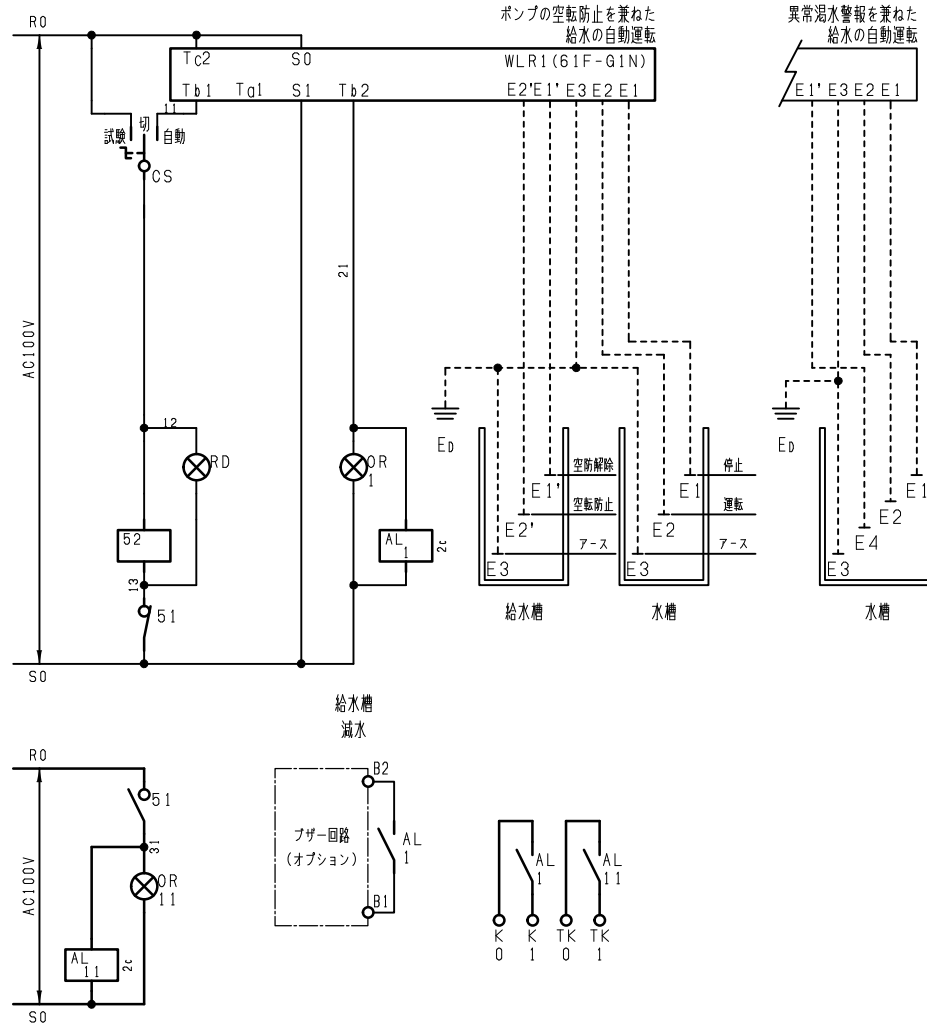 ポンプの空転防止を兼ねた
給水の自動運転
異常渇水警報を兼ねた
給水の自動運転
R0
Tc2 S0 WLR1(61F-G1N)
Tb1 Ta1 S1 Tb2 E2' E1' E3 E2 E1
E1' E3 E2 E1
11
試験 切 自動
CS
21
AC100V
12
RD
OR
1
52
AL
1
2c
13
51
S0
ED
空防解除
E1'
空転防止
E2'
アース
E3
給水槽
停止
E1
運転
E2
アース
E3
水槽
ED
E1
E2
E4
E3
水槽
給水槽
減水
R0
51
31
AC100V
OR
11
AL
11
2c
S0
B2
ブザー回路
(オプション)
AL
1
B1
AL
1
AL
11
K
0
K
1
TK
0
TK
1